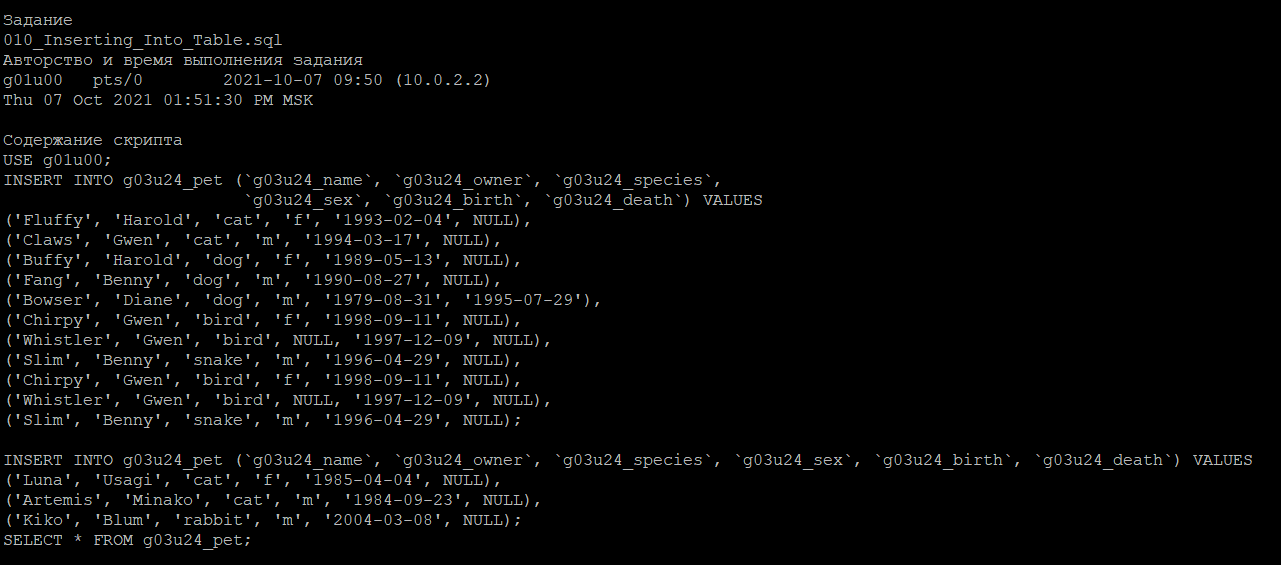 Задание
010_Inserting_Into_Table.sql
Авторство и время выполнения задания
g01u00   pts/0        2021-10-07 09:50 (10.0.2.2)
Thu 07 Oct 2021 01:51:30 PM MSK

Содержание скрипта
USE g01u00;
INSERT INTO g03u24_pet (`g03u24_name`, `g03u24_owner`, `g03u24_species`,
                        `g03u24_sex`, `g03u24_birth`, `g03u24_death`) VALUES
('Fluffy', 'Harold', 'cat', 'f', '1993-02-04', NULL),
('Claws', 'Gwen', 'cat', 'm', '1994-03-17', NULL),
('Buffy', 'Harold', 'dog', 'f', '1989-05-13', NULL),
('Fang', 'Benny', 'dog', 'm', '1990-08-27', NULL),
('Bowser', 'Diane', 'dog', 'm', '1979-08-31', '1995-07-29'),
('Chirpy', 'Gwen', 'bird', 'f', '1998-09-11', NULL),
('Whistler', 'Gwen', 'bird', NULL, '1997-12-09', NULL),
('Slim', 'Benny', 'snake', 'm', '1996-04-29', NULL),
('Chirpy', 'Gwen', 'bird', 'f', '1998-09-11', NULL),
('Whistler', 'Gwen', 'bird', NULL, '1997-12-09', NULL),
('Slim', 'Benny', 'snake', 'm', '1996-04-29', NULL);

INSERT INTO g03u24_pet (`g03u24_name`, `g03u24_owner`, `g03u24_species`, `g03u24_sex`, `g03u24_birth`, `g03u24_death`) VALUES
('Luna', 'Usagi', 'cat', 'f', '1985-04-04', NULL),
('Artemis', 'Minako', 'cat', 'm', '1984-09-23', NULL),
('Kiko', 'Blum', 'rabbit', 'm', '2004-03-08', NULL);
SELECT * FROM g03u24_pet;